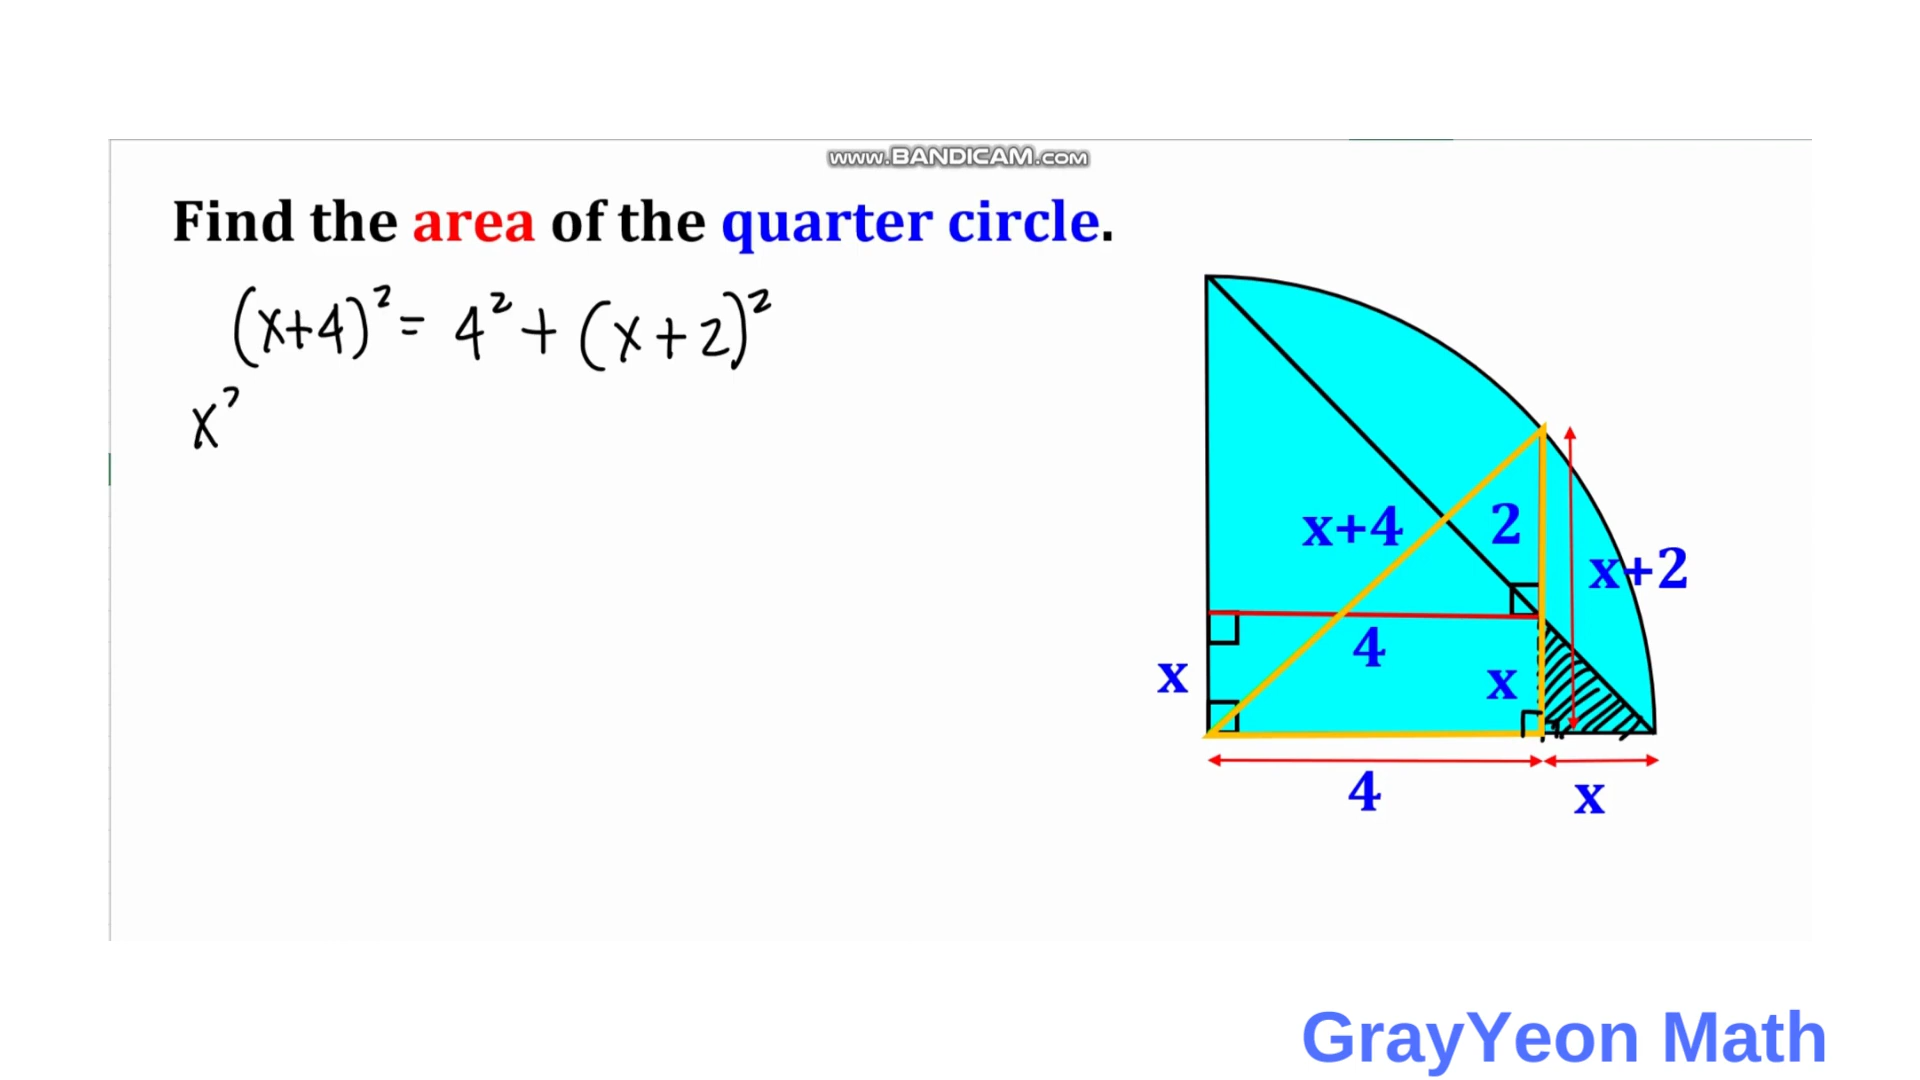 www.BANDICAM.com
Find the area of the quarter circle.
(x+4)² = 4² + (x+2)²
x²
x+4
2
x+2
4
x
x
4
x
GrayYeon Math